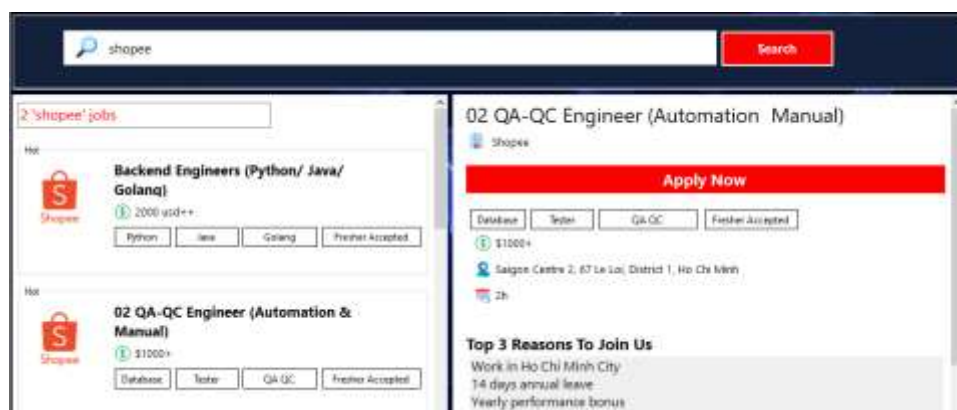 shopee
Search
2 'shopee' jobs
Hot
Backend Engineers (Python/ Java/
Golang)
2000 usd++
Python Java Golang Fresher Accepted
Shopee
Hot
02 QA-QC Engineer (Automation &
Manual)
$1000+
Database Tester QA QC Fresher Accepted
Shopee
02 QA-QC Engineer (Automation Manual)
Shopee
Apply Now
Database Tester QA QC Fresher Accepted
$1000+
Saigon Centre 2, 67 Le Loi, District 1, Ho Chi Minh
2h
Top 3 Reasons To Join Us
Work in Ho Chi Minh City
14 days annual leave
Yearly performance bonus